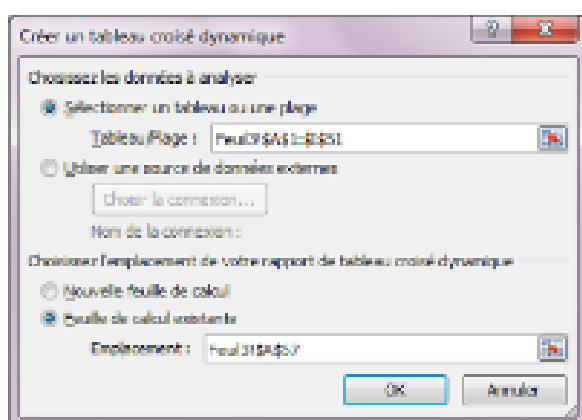 Créer un tableau croisé dynamique
Choisissez les données à analyser
Sélectionner un tableau ou une plage
Tableau/Plage :
Utiliser une source de données externes
Choisir la connexion...
Nom de la connexion :
Choisissez l'emplacement de votre rapport de tableau croisé dynamique
Nouvelle feuille de calcul
Feuille de calcul existante
Emplacement :
OK Annuler